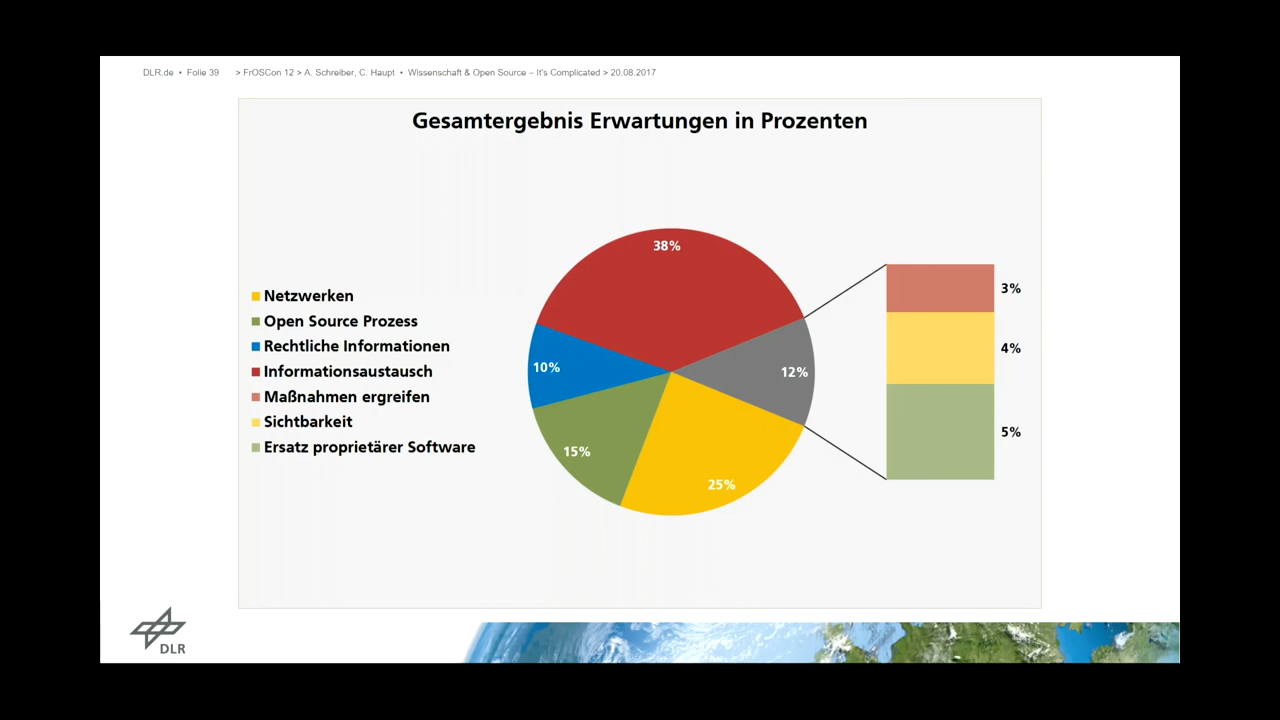 DLR.de • Folie 39 > FrOSCon 12 > A. Schreiber, C. Haupt • Wissenschaft & Open Source – It's Complicated > 20.08.2017
Gesamtergebnis Erwartungen in Prozenten
Netzwerken
Open Source Prozess
Rechtliche Informationen
Informationsaustausch
Maßnahmen ergreifen
Sichtbarkeit
Ersatz proprietärer Software
38%
10%
12%
15%
25%
3%
4%
5%
DLR